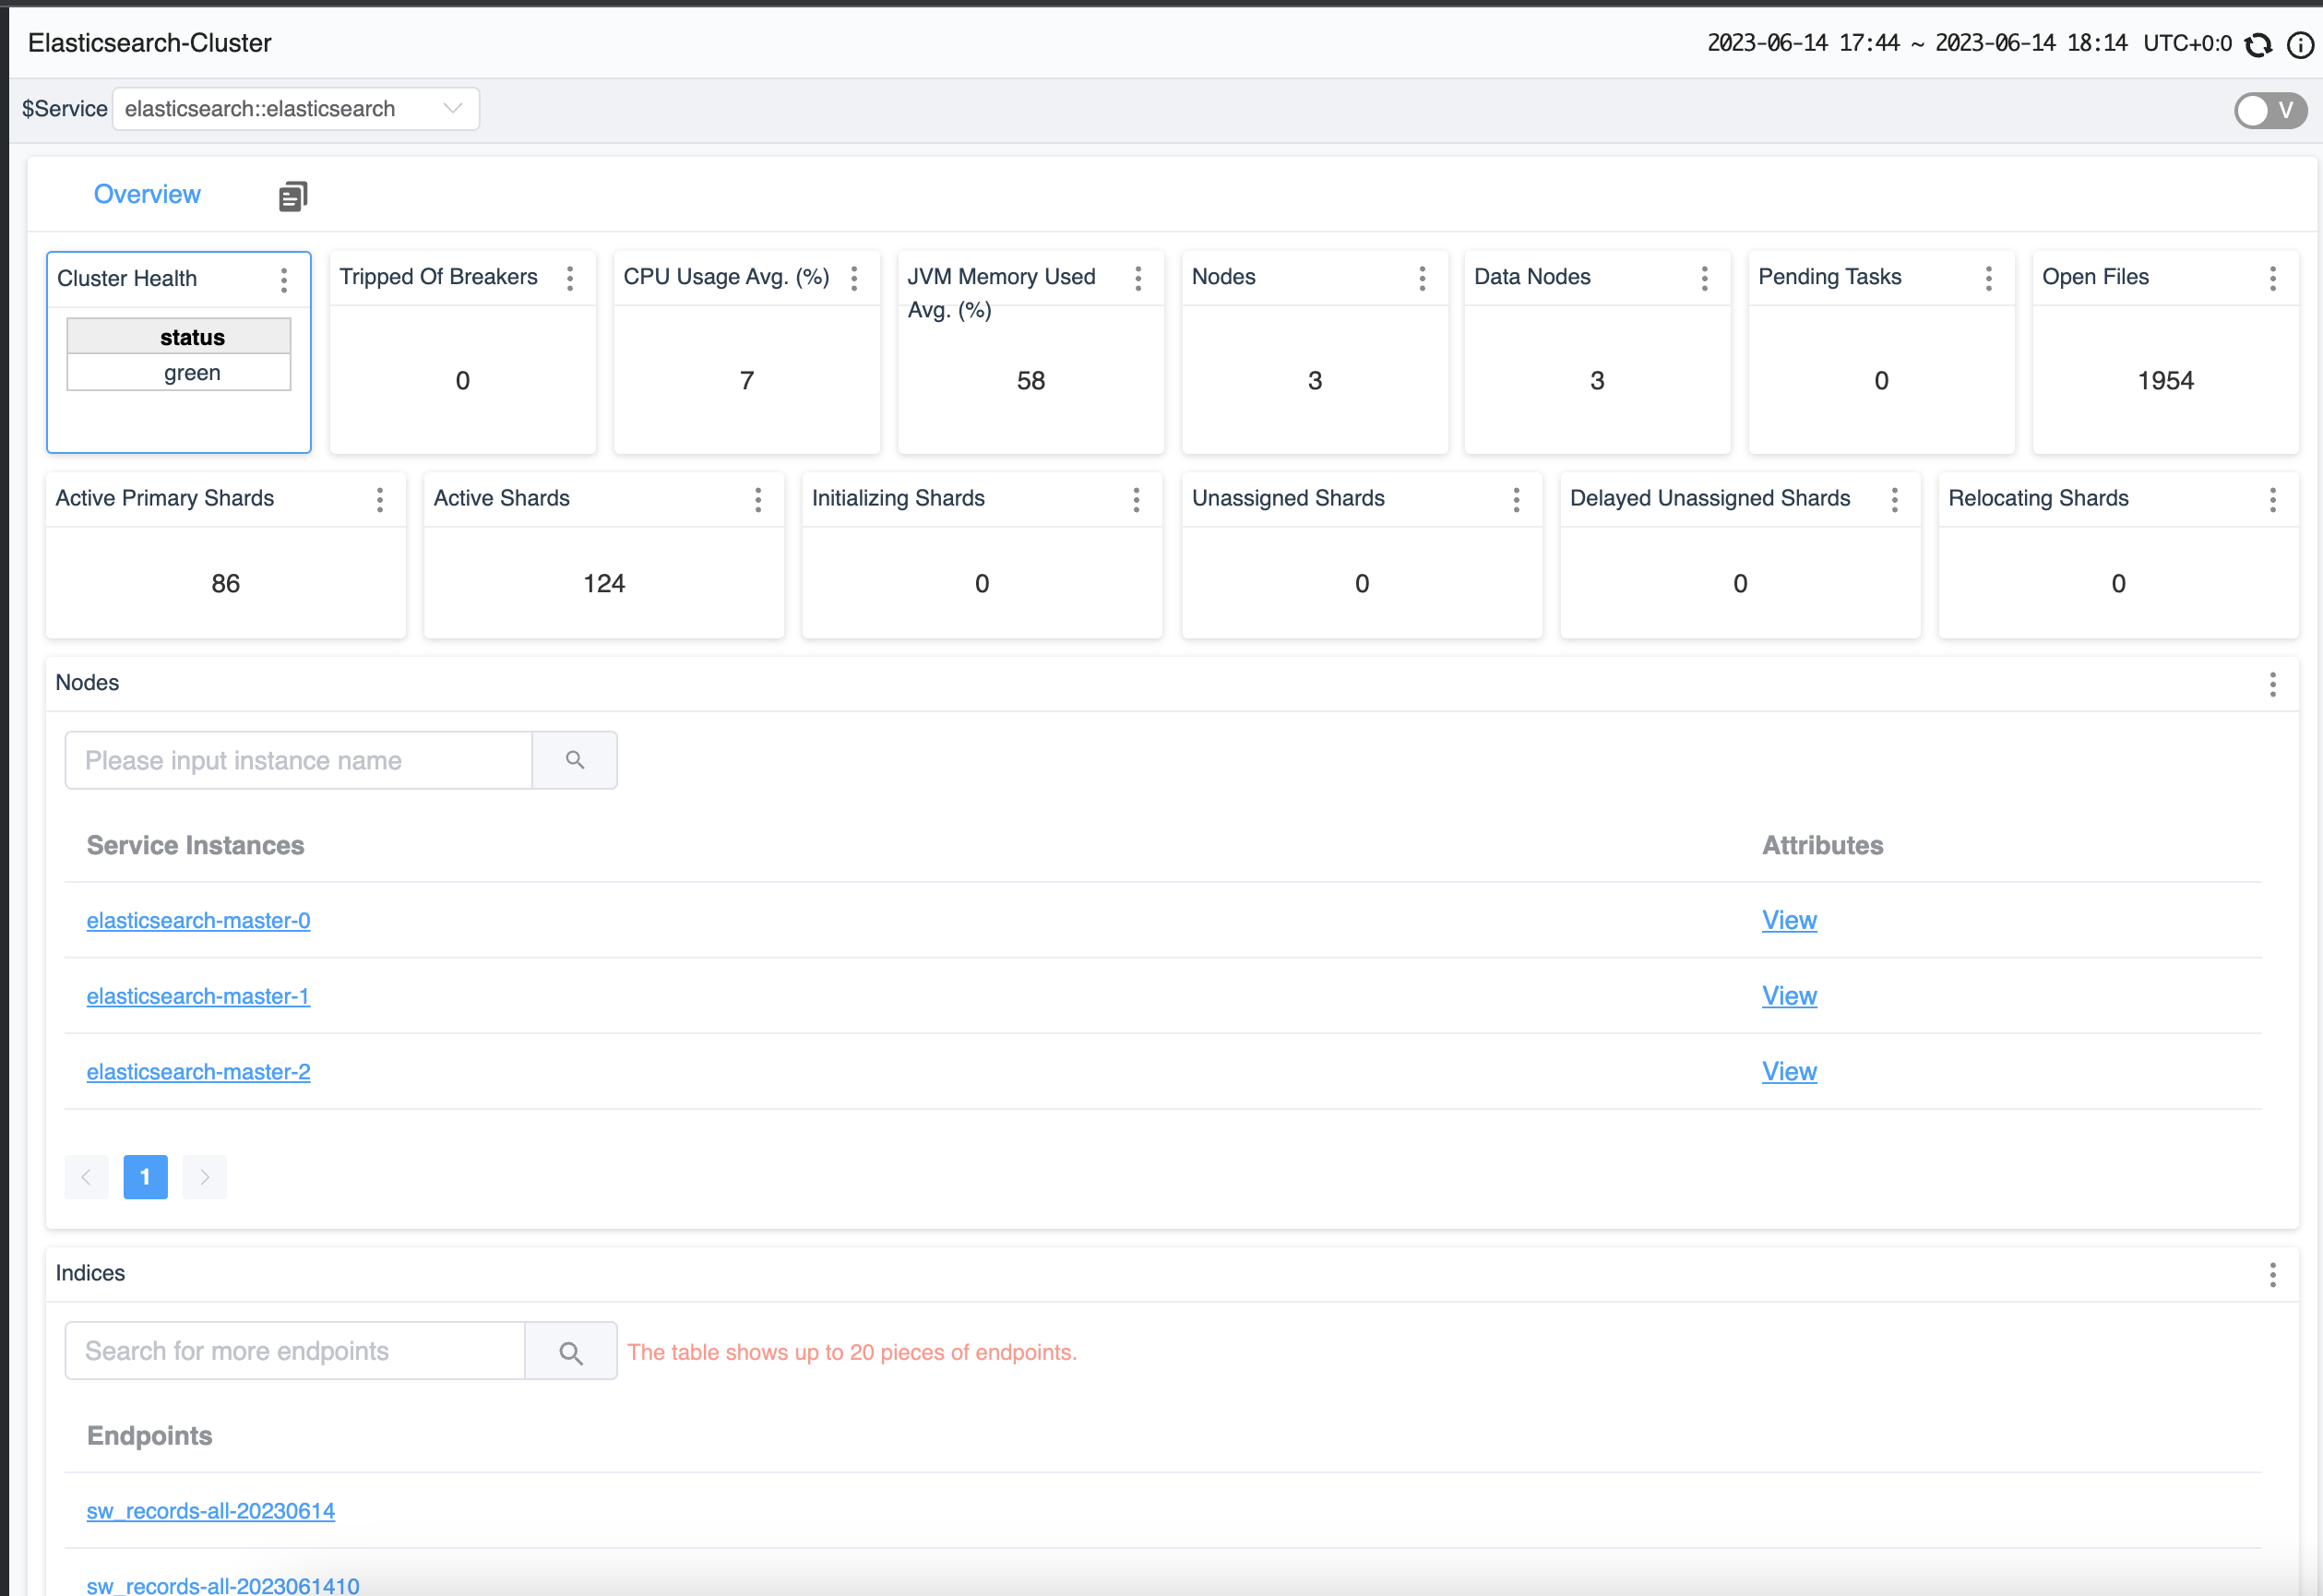 Elasticsearch-Cluster
2023-06-14 17:44 ~ 2023-06-14 18:14 UTC+0:0
$Service elasticsearch::elasticsearch
V
Overview
Cluster Health
status
green
Tripped Of Breakers
0
CPU Usage Avg. (%)
7
JVM Memory Used
Avg. (%)
58
Nodes
3
Data Nodes
3
Pending Tasks
0
Open Files
1954
Active Primary Shards
86
Active Shards
124
Initializing Shards
0
Unassigned Shards
0
Delayed Unassigned Shards
0
Relocating Shards
0
Nodes
Please input instance name
Service Instances Attributes
elasticsearch-master-0 View
elasticsearch-master-1 View
elasticsearch-master-2 View
1
Indices
Search for more endpoints
The table shows up to 20 pieces of endpoints.
Endpoints
sw_records-all-20230614
sw_records-all-2023061410